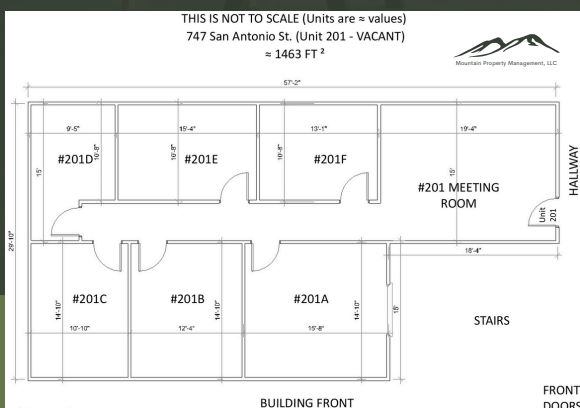 THIS IS NOT TO SCALE (Units are ≈ values)
747 San Antonio St. (Unit 201 - VACANT)
≈ 1463 FT ²
Mountain Property Management, LLC
57'-2"
9'-5"
15'-4"
13'-1"
19'-4"
#201D
10'-8"
#201E
10'-8"
#201F
10'-8"
15'
15'
#201 MEETING
ROOM
HALLWAY
Unit
201
29'-10"
18'-4"
#201C
#201B
#201A
14'-10"
14'-10"
14'-10"
15'
10'-10"
12'-4"
15'-8"
STAIRS
BUILDING FRONT
FRONT
DOORS